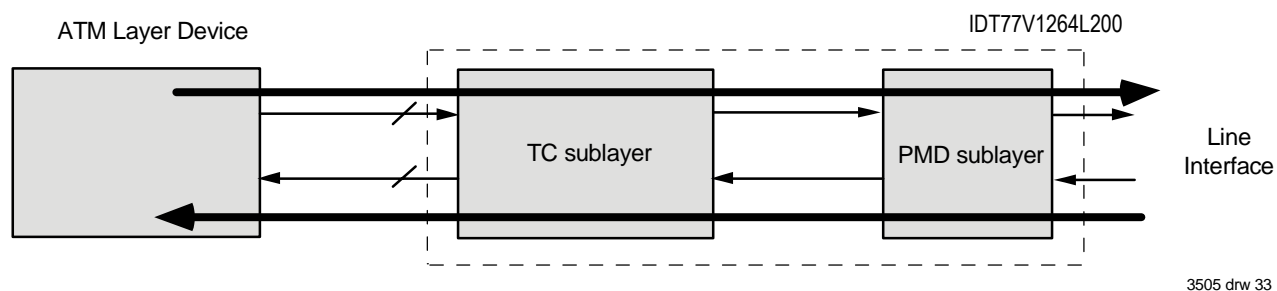 ATM Layer Device
IDT77V1264L200
TC sublayer
PMD sublayer
Line
Interface
3505 drw 33